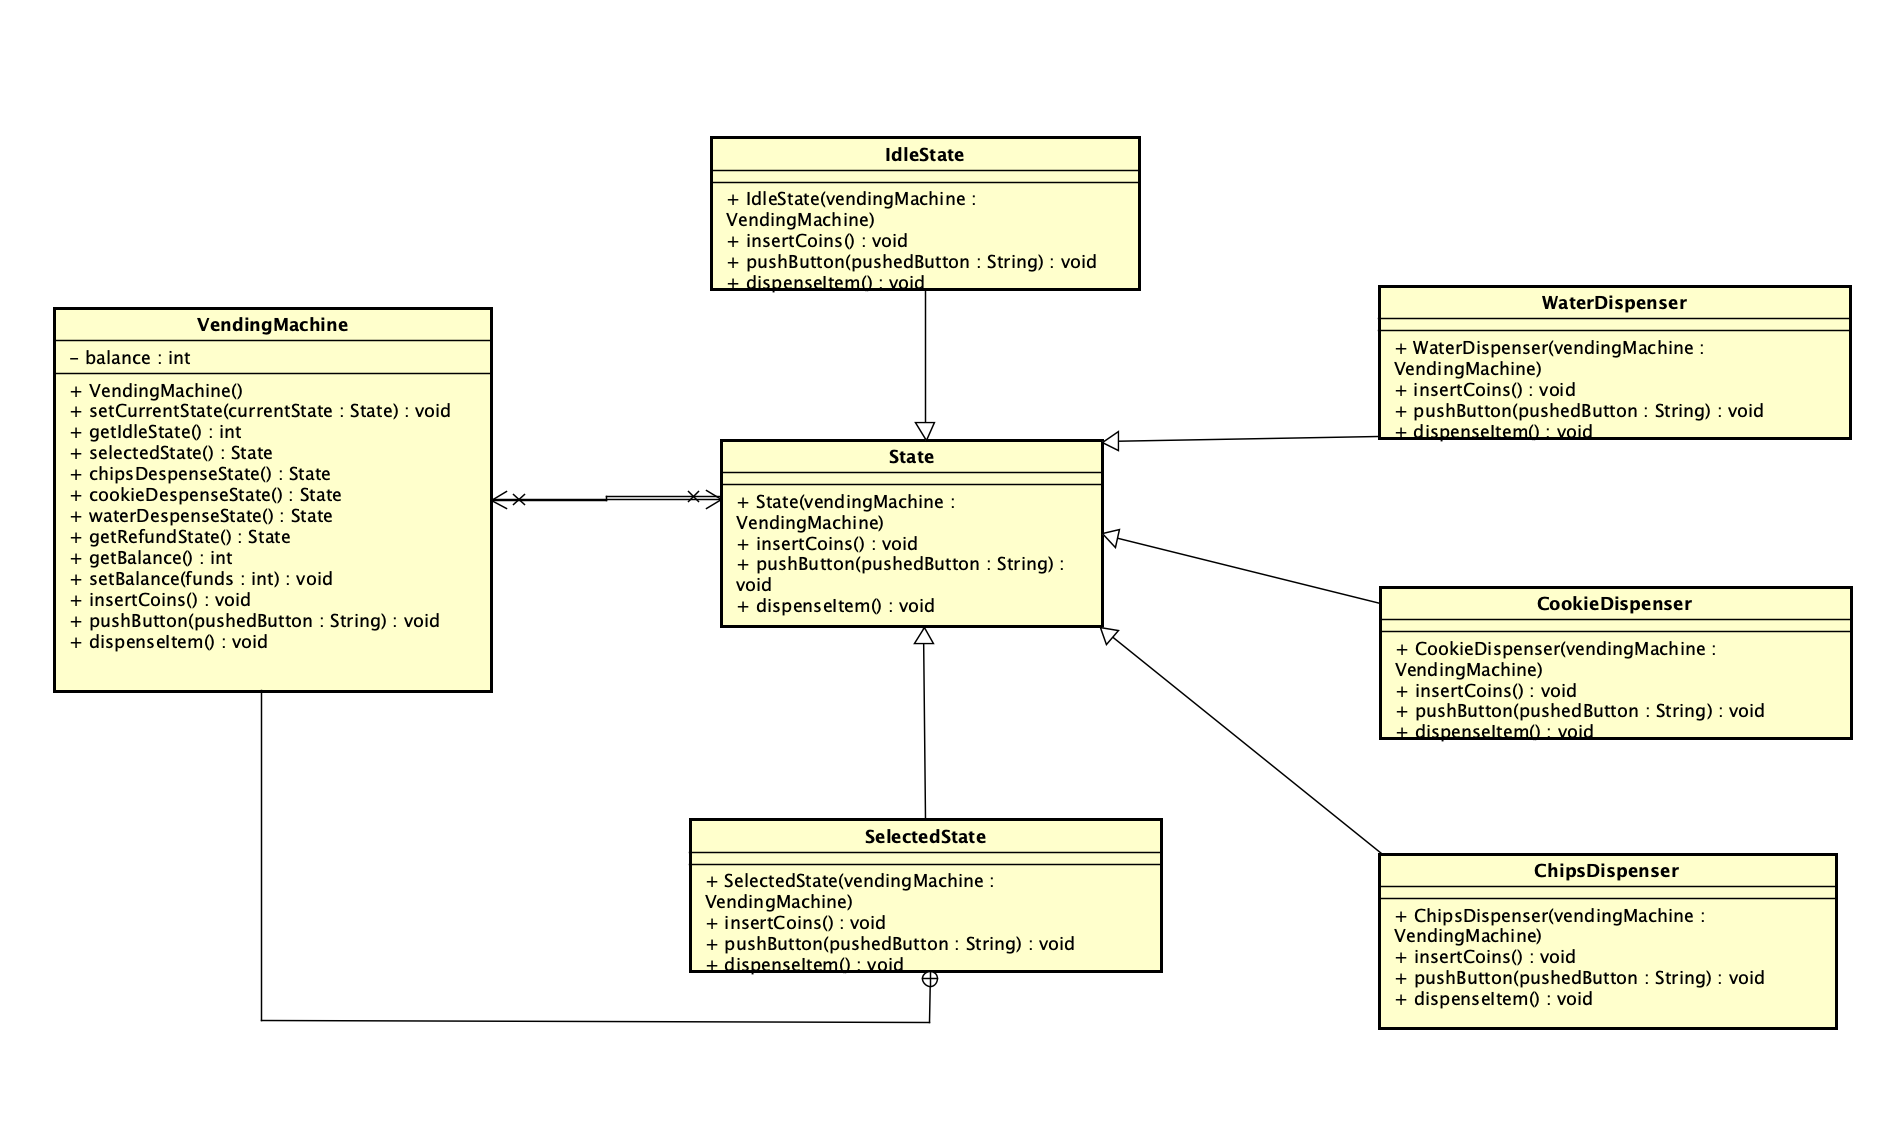 IdleState
+ IdleState(vendingMachine :
VendingMachine)
+ insertCoins() : void
+ pushButton(pushedButton : String) : void
+ dispenseItem() : void
WaterDispenser
+ WaterDispenser(vendingMachine :
VendingMachine)
+ insertCoins() : void
+ pushButton(pushedButton : String) : void
+ dispenseItem() : void
VendingMachine
- balance : int
+ VendingMachine()
+ setCurrentState(currentState : State) : void
+ getIdleState() : int
+ selectedState() : State
+ chipsDespenseState() : State
+ cookieDespenseState() : State
+ waterDespenseState() : State
+ getRefundState() : State
+ getBalance() : int
+ setBalance(funds : int) : void
+ insertCoins() : void
+ pushButton(pushedButton : String) : void
+ dispenseItem() : void
State
+ State(vendingMachine :
VendingMachine)
+ insertCoins() : void
+ pushButton(pushedButton : String) :
void
+ dispenseItem() : void
CookieDispenser
+ CookieDispenser(vendingMachine :
VendingMachine)
+ insertCoins() : void
+ pushButton(pushedButton : String) : void
+ dispenseItem() : void
SelectedState
+ SelectedState(vendingMachine :
VendingMachine)
+ insertCoins() : void
+ pushButton(pushedButton : String) : void
+ dispenseItem() : void
ChipsDispenser
+ ChipsDispenser(vendingMachine :
VendingMachine)
+ insertCoins() : void
+ pushButton(pushedButton : String) : void
+ dispenseItem() : void